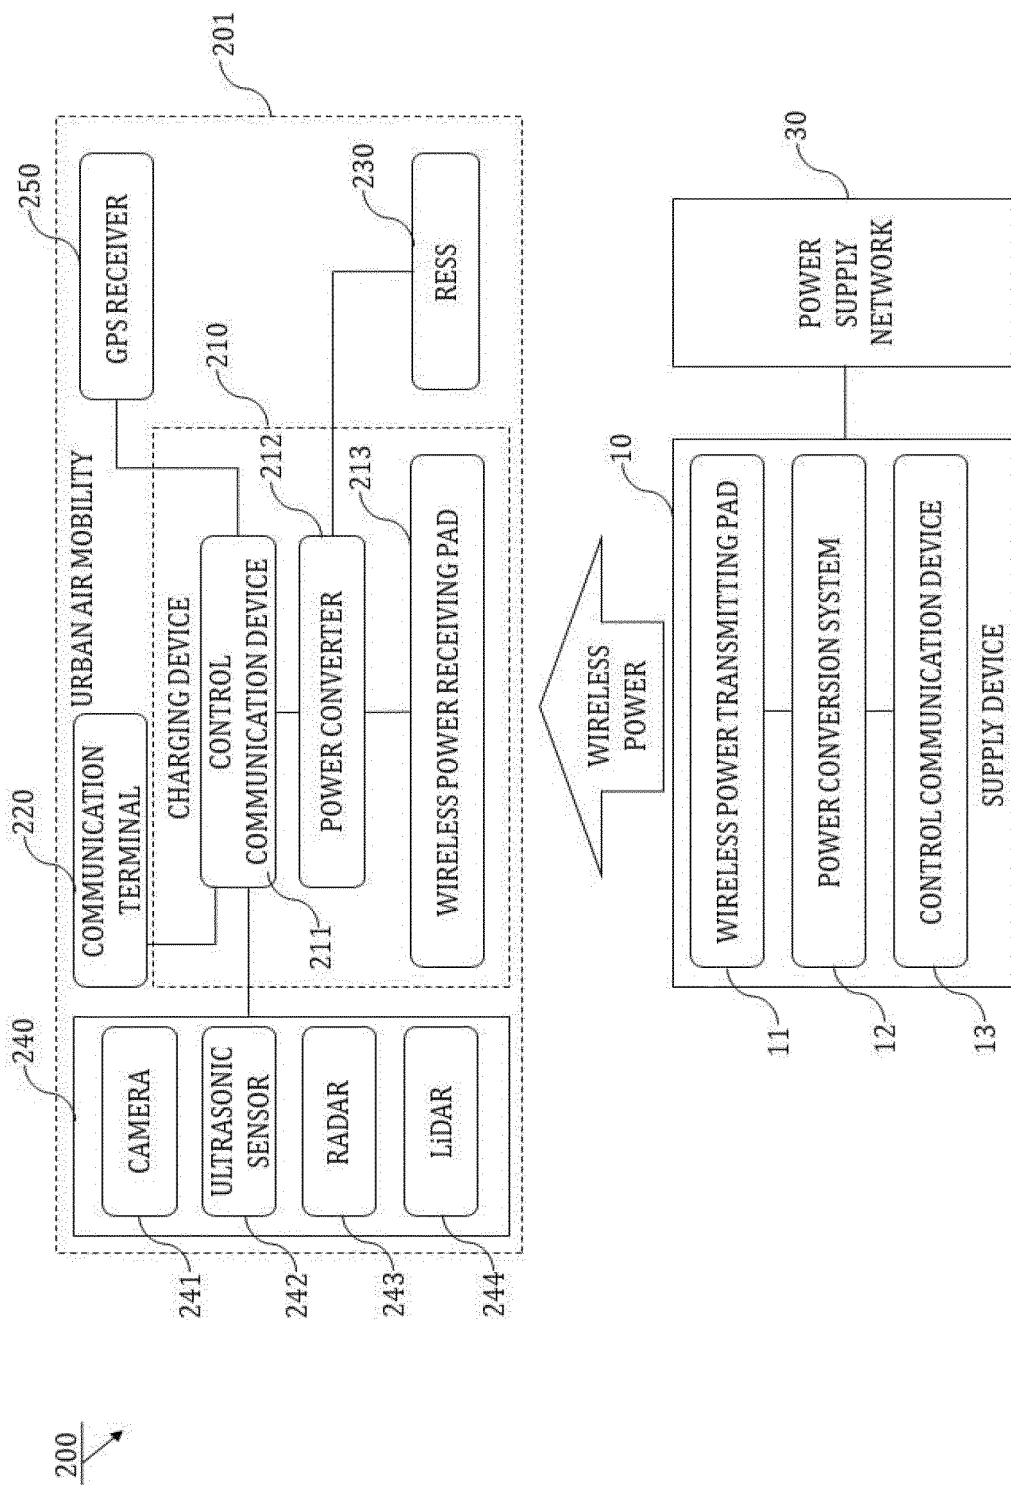 200
201
URBAN AIR MOBILITY
240
CAMERA
241
ULTRASONIC
SENSOR
242
RADAR
243
LiDAR
244
220
COMMUNICATION
TERMINAL
250
GPS RECEIVER
210
CHARGING DEVICE
CONTROL
COMMUNICATION DEVICE
211
POWER CONVERTER
212
WIRELESS POWER RECEIVING PAD
213
230
RESS
WIRELESS
POWER
10
WIRELESS POWER TRANSMITTING PAD
11
POWER CONVERSION SYSTEM
12
CONTROL COMMUNICATION DEVICE
13
SUPPLY DEVICE
30
POWER
SUPPLY
NETWORK